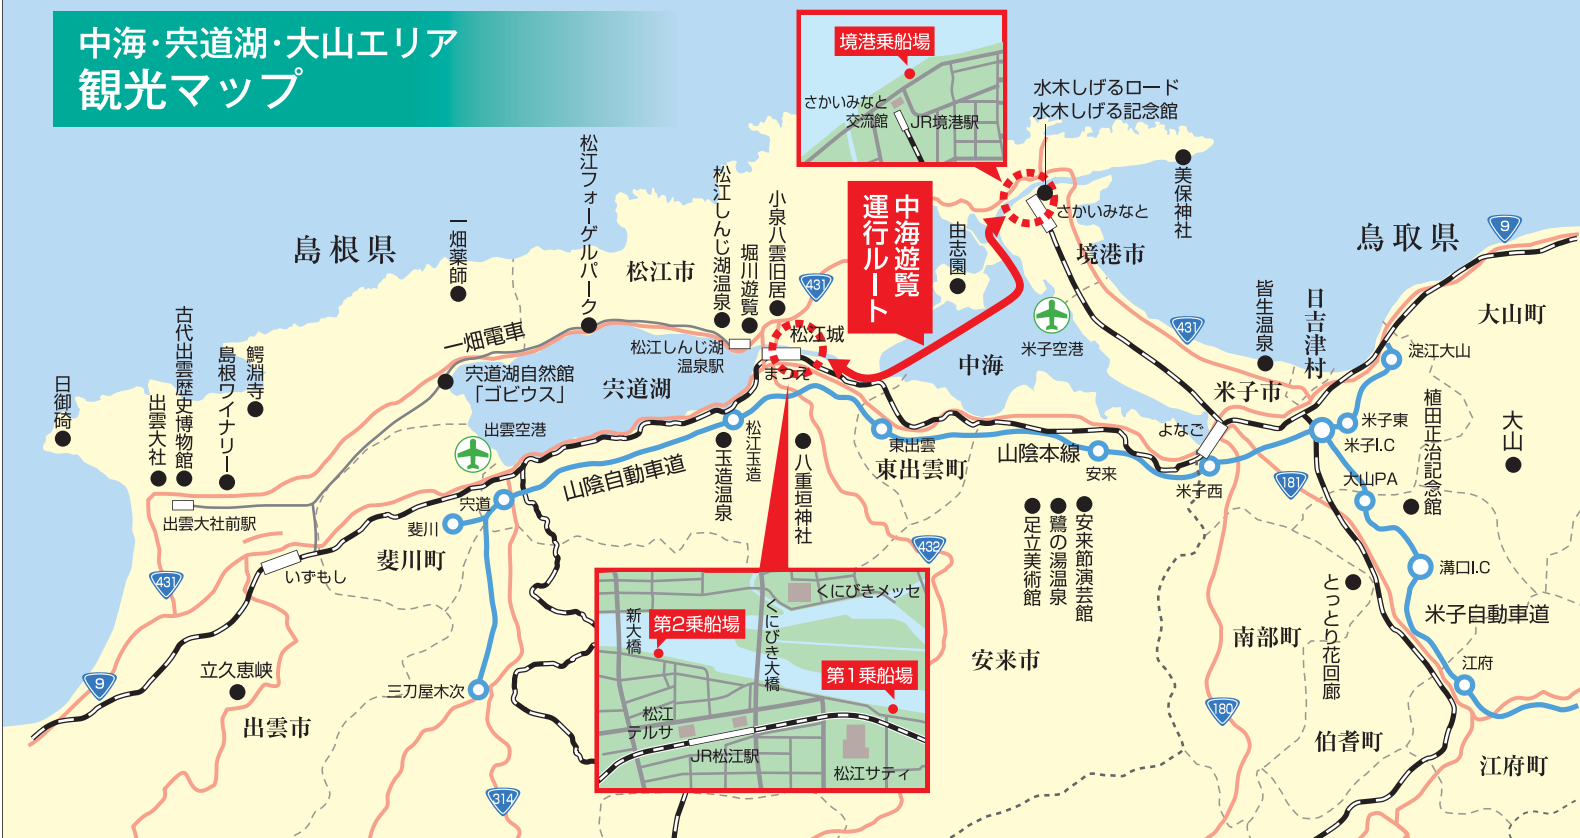 中海・宍道湖・大山エリア
観光マップ
境港乗船場
さかいみなと
交流館
JR境港駅
水木しげるロード
水木しげる記念館
美保神社
さかいみなと
境港市
鳥取県
9
島根県
一畑薬師
松江フォーゲルパーク
松江市
松江しんじ湖温泉
堀川遊覧
小泉八雲旧居
431
中海遊覧
運行ルート
由志園
米子空港
431
皆生温泉
日吉津村
大山町
淀江大山
古代出雲歴史博物館
島根ワイナリー
鰐淵寺
日御碕
出雲大社
一畑電車
宍道湖自然館
「ゴビウス」
宍道湖
松江しんじ湖
温泉駅
松江城
まつえ
中海
米子市
よなご
米子東
米子I.C
植田正治記念館
大山
出雲空港
出雲大社前駅
宍道
斐川
斐川町
山陰自動車道
松江玉造
玉造温泉
八重垣神社
東出雲
東出雲町
山陰本線
安来
米子西
181
大山PA
溝口I.C
いずもし
431
432
足立美術館
鷺の湯温泉
安来節演芸館
とっとり花回廊
米子自動車道
南部町
江府
立久恵峡
9
出雲市
三刀屋木次
314
新大橋
第2乗船場
くにびき大橋
くにびきメッセ
第1乗船場
松江
テルサ
JR松江駅
松江サティ
安来市
180
伯耆町
江府町